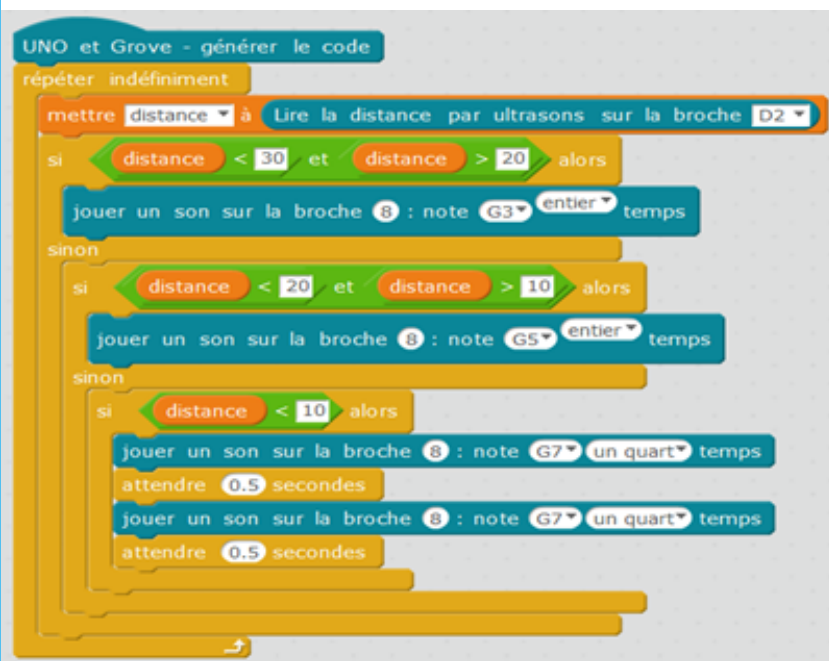 UNO et Grove - générer le code
répéter indéfiniment
mettre distance à Lire la distance par ultrasons sur la broche D2
si distance < 30 et distance > 20 alors
jouer un son sur la broche 8 : note G3 entier temps
sinon
si distance < 20 et distance > 10 alors
jouer un son sur la broche 8 : note G5 entier temps
sinon
si distance < 10 alors
jouer un son sur la broche 8 : note G7 un quart temps
attendre 0.5 secondes
jouer un son sur la broche 8 : note G7 un quart temps
attendre 0.5 secondes